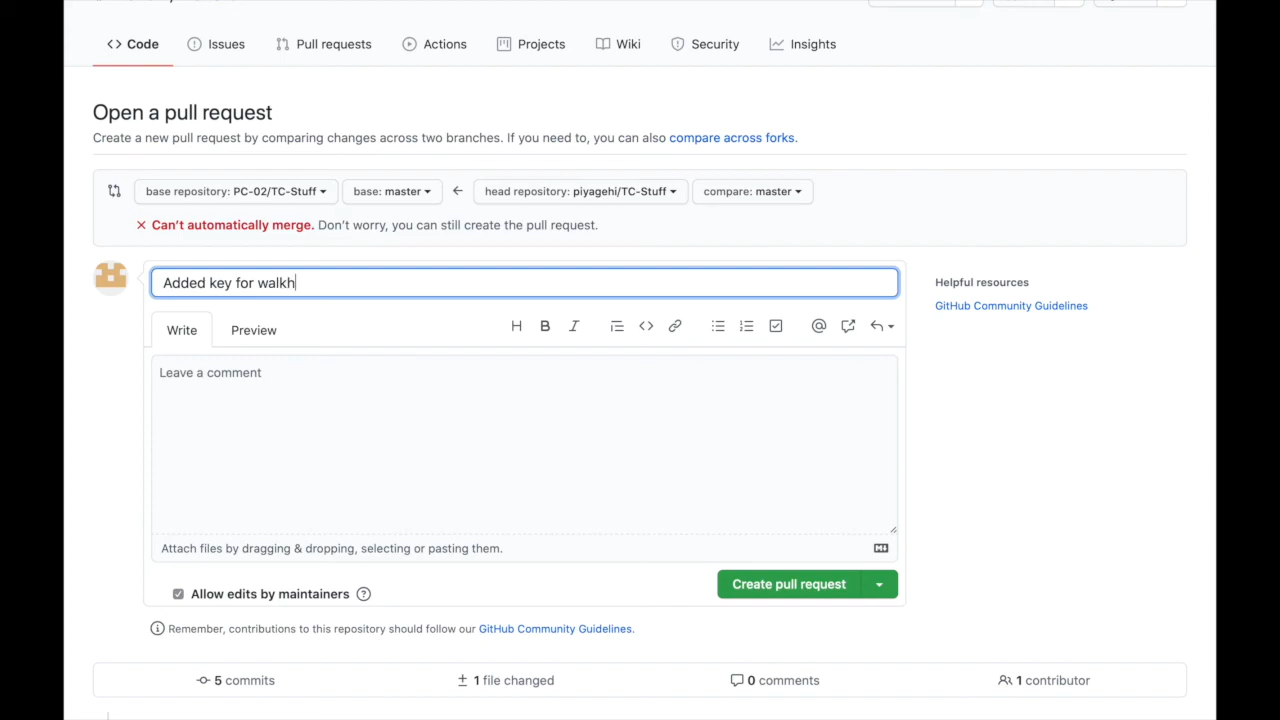 Code Issues Pull requests Actions Projects Wiki Security Insights
Open a pull request
Create a new pull request by comparing changes across two branches. If you need to, you can also compare across forks.
base repository: PC-02/TC-Stuff base: master head repository: piyagehi/TC-Stuff compare: master
Can't automatically merge. Don't worry, you can still create the pull request.
Added key for walkh
Helpful resources
GitHub Community Guidelines
Write Preview
Leave a comment
Attach files by dragging & dropping, selecting or pasting them.
Create pull request
Allow edits by maintainers
Remember, contributions to this repository should follow our GitHub Community Guidelines.
5 commits 1 file changed 0 comments 1 contributor